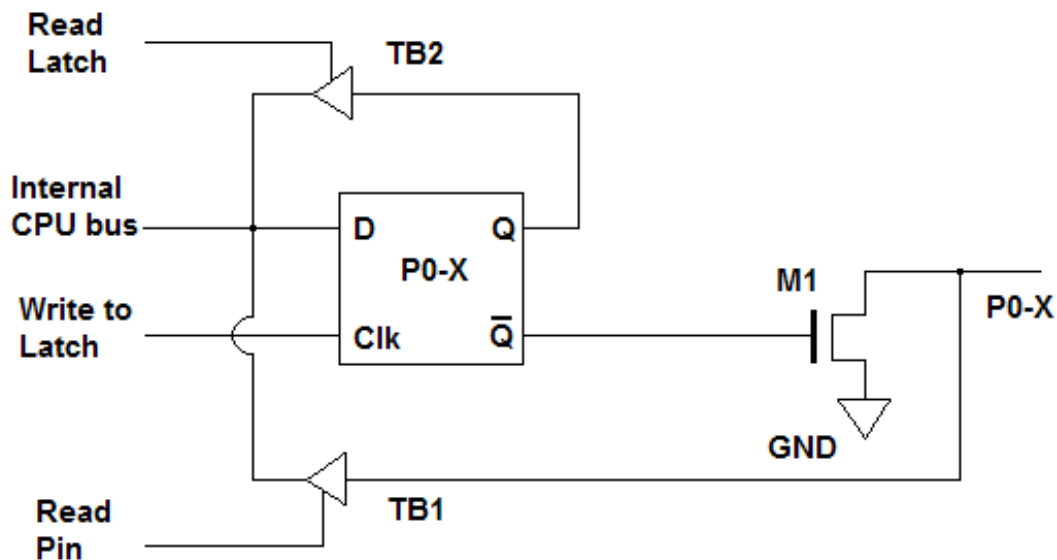 Read
Latch
TB2
Internal
CPU bus
D
Q
P0-X
M1
P0-X
Write to
Latch
Clk
Q̅
GND
TB1
Read
Pin